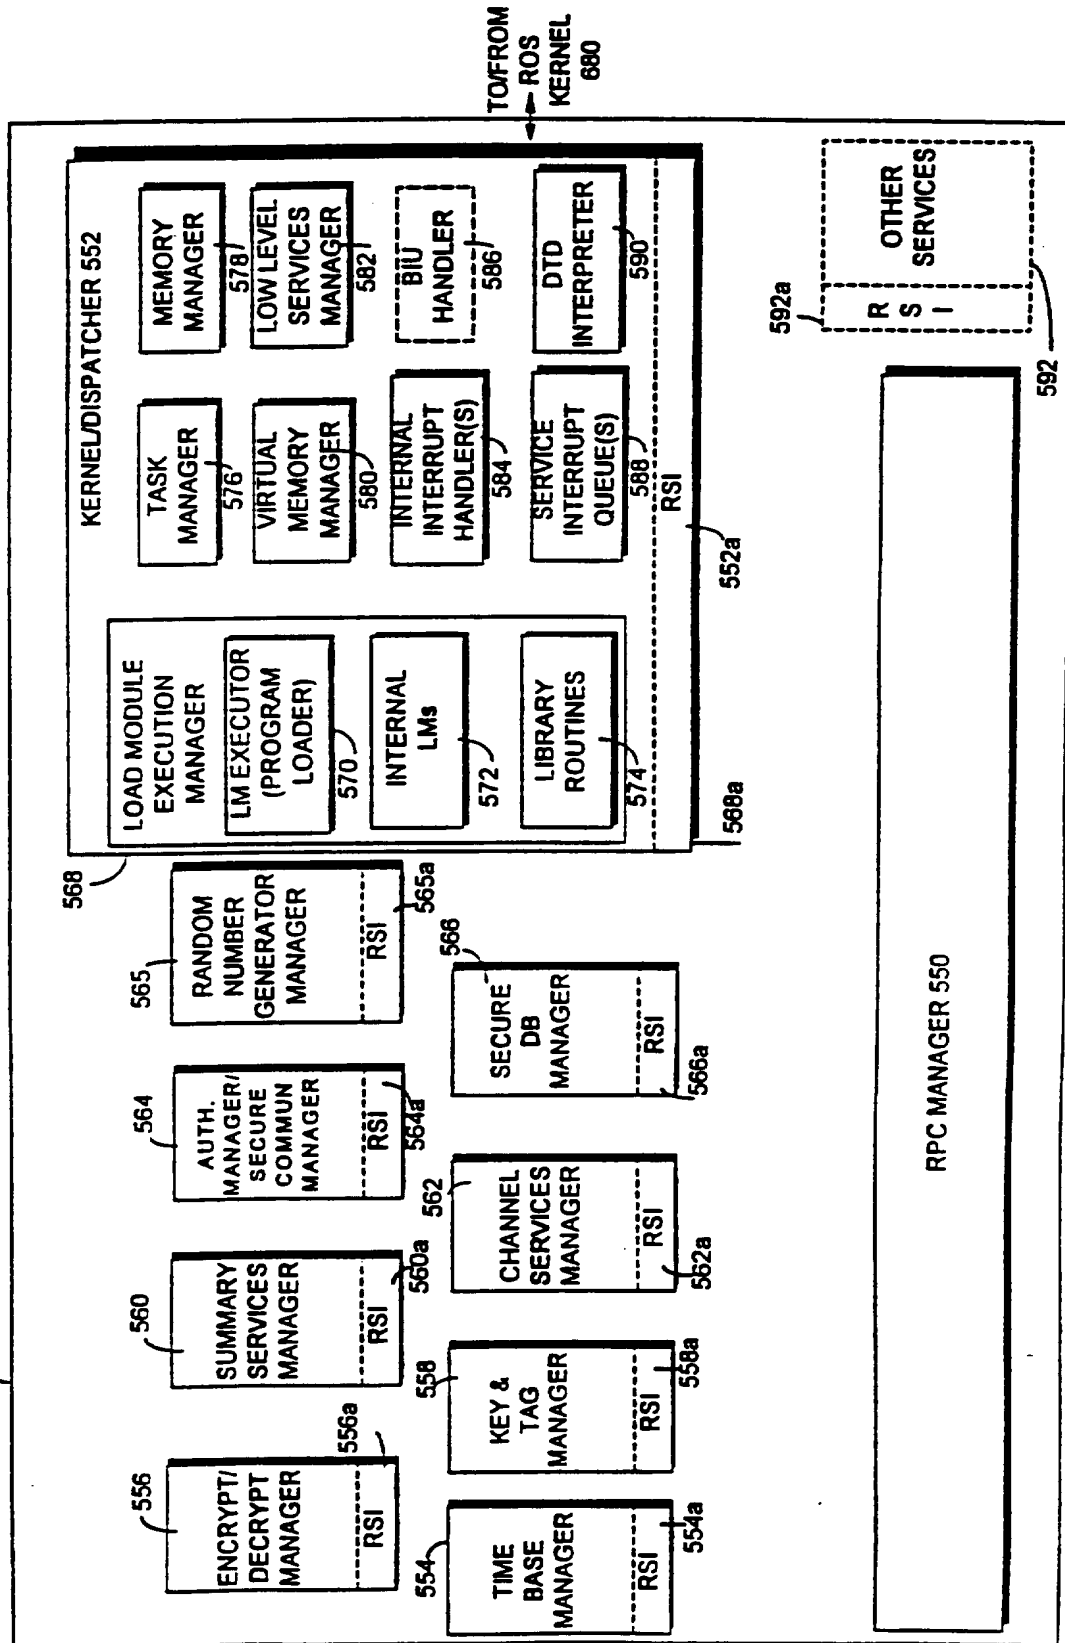 KERNEL/DISPATCHER 552
LOAD MODULE
EXECUTION
MANAGER
LM EXECUTOR
(PROGRAM
LOADER)
570
INTERNAL
LMs
572
LIBRARY
ROUTINES
574
568
568a
TASK
MANAGER
576
MEMORY
MANAGER
578
VIRTUAL
MEMORY
MANAGER
580
LOW LEVEL
SERVICES
MANAGER
582
INTERNAL
INTERRUPT
HANDLER(S)
584
BIU
HANDLER
586
SERVICE
INTERRUPT
QUEUE(S)
588
DTD
INTERPRETER
590
RSI
552a
TO/FROM
ROS
KERNEL
680
556
ENCRYPT/
DECRYPT
MANAGER
RSI
556a
560
SUMMARY
SERVICES
MANAGER
RSI
560a
564
AUTH.
MANAGER/
SECURE
COMMUN
MANAGER
RSI
564a
565
RANDOM
NUMBER
GENERATOR
MANAGER
RSI
565a
554
TIME
BASE
MANAGER
RSI
554a
558
KEY &
TAG
MANAGER
RSI
558a
562
CHANNEL
SERVICES
MANAGER
RSI
562a
566
SECURE
DB
MANAGER
RSI
566a
RPC MANAGER 550
592a
R
S
I
OTHER
SERVICES
592